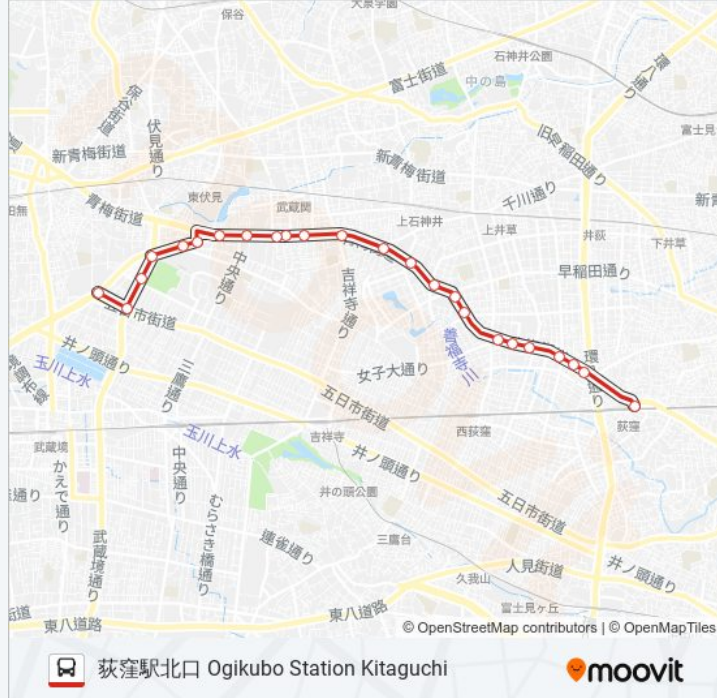 保谷
大泉学園
石神井公園
環八通り
富士街道
中の島
保谷街道
伏見通り
新青梅街道
旧早稲田通り
富士見
新青梅街道
千川通り
東伏見
武蔵関
青梅街道
田無
上石神井
上井草
井荻
下井草
早稲田通り
中央通り
吉祥寺通り
五日市街道
善福寺川
井ノ頭通り
玉川上水
三鷹通り
女子大通り
五日市街道
荻窪
西荻窪
吉祥寺
玉川上水
井ノ頭通り
武蔵境
かえで通り
中央通り
むらさき橋通り
井の頭公園
五日市街道
武蔵境通り
連雀通り
三鷹台
人見街道
井ノ頭通り
久我山
富士見ヶ丘
東八道路
東八道路
© OpenStreetMap contributors | © OpenMapTiles
荻窪駅北口 Ogikubo Station Kitaguchi
moovit